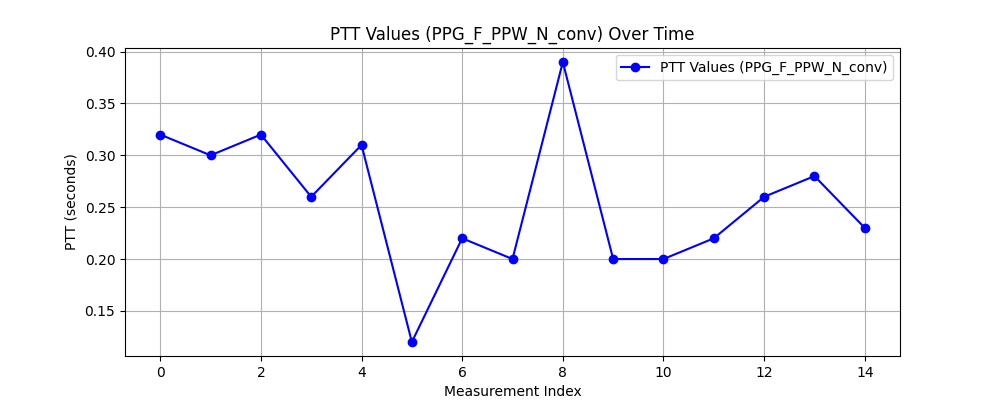 PTT Values (PPG_F_PPW_N_conv) Over Time
PTT Values (PPG_F_PPW_N_conv)
PTT (seconds)
0.40
0.35
0.30
0.25
0.20
0.15
0 2 4 6 8 10 12 14
Measurement Index